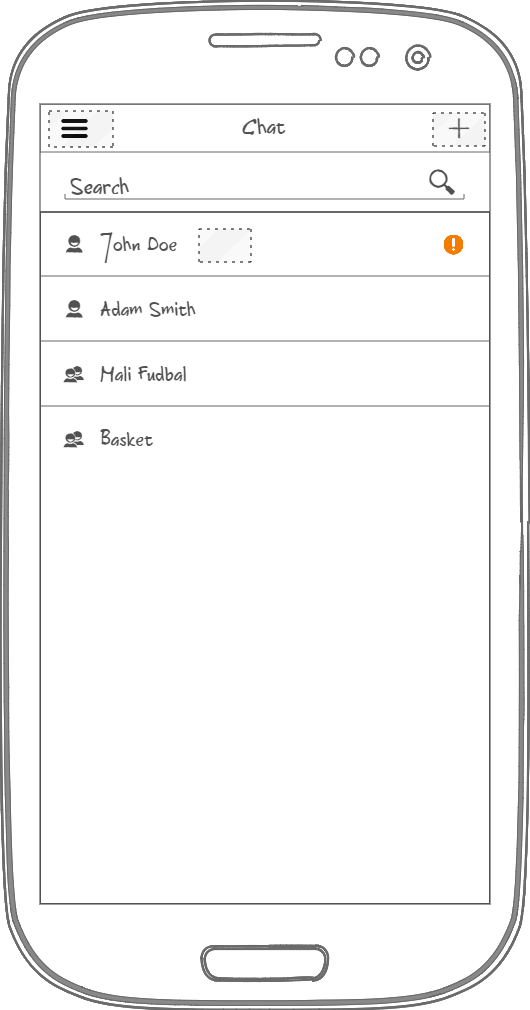 Chat
Search
John Doe
Adam Smith
Mali Fudbal
Basket